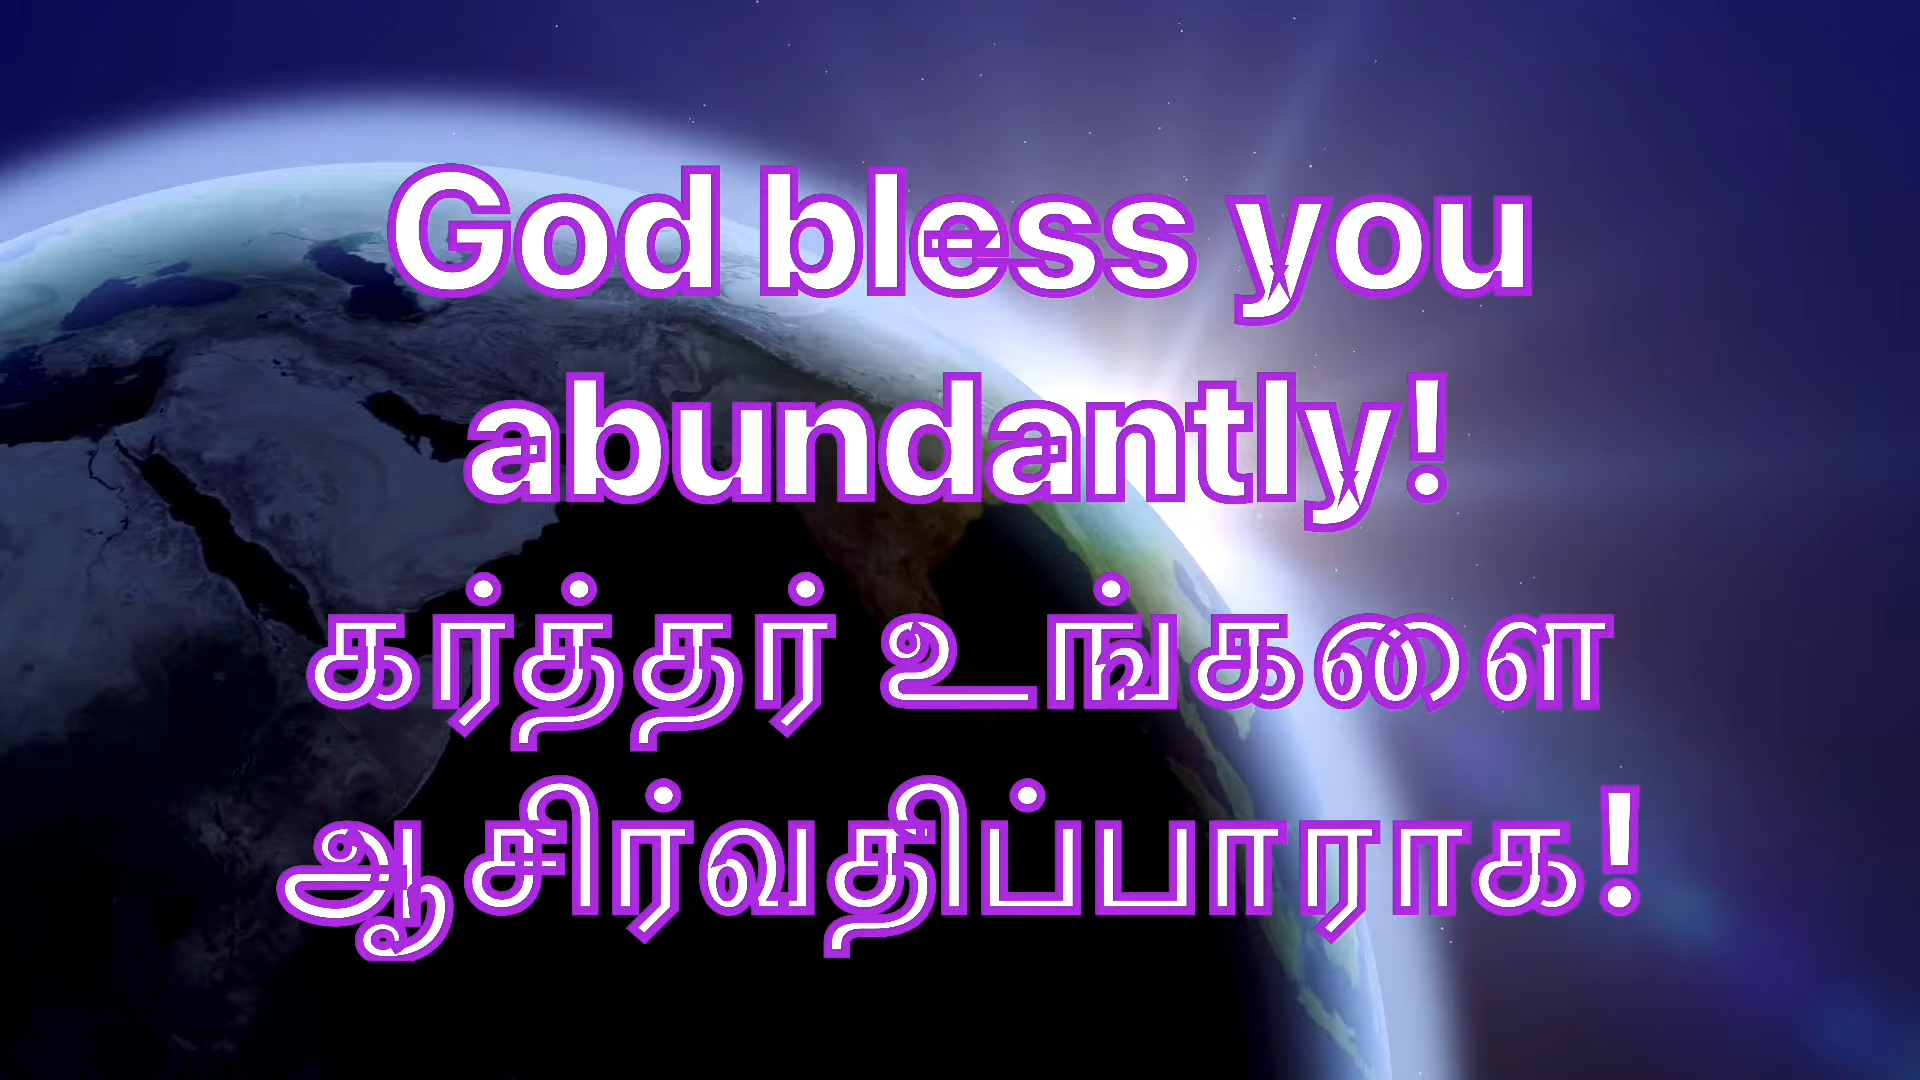 God bless you
abundantly!
கர்த்தர் உங்களை
ஆசிர்வதிப்பாராக!